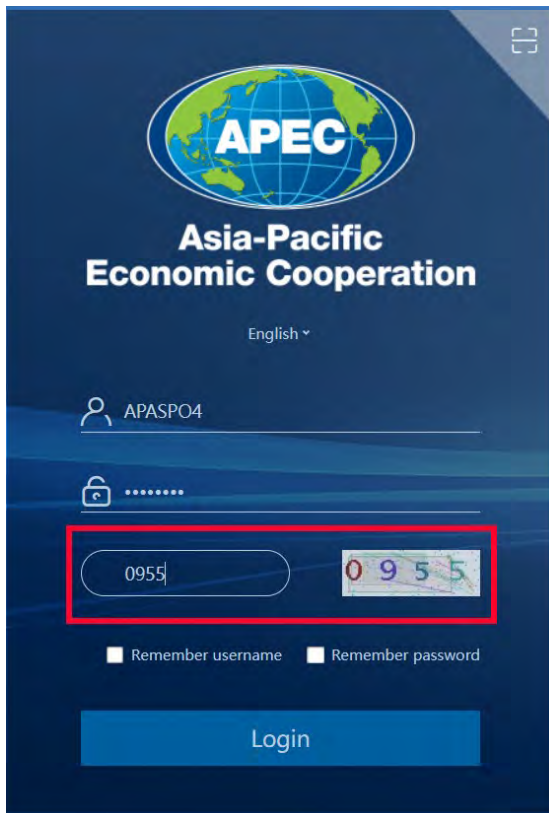 APEC
Asia-Pacific
Economic Cooperation
English
APASPO4
••••••••
0955
0 9 5 5
Remember username Remember password
Login